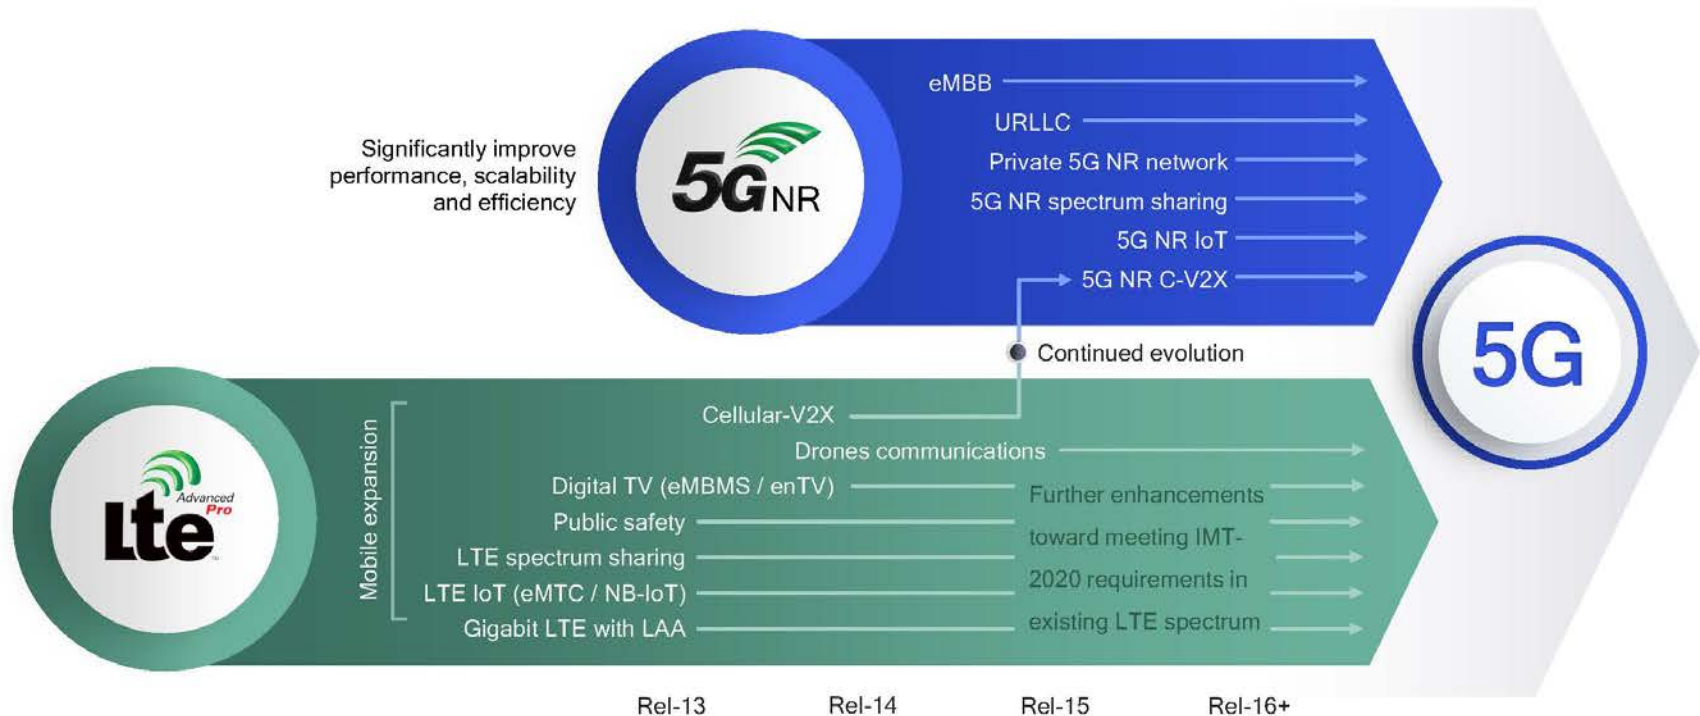 Significantly improve
performance, scalability
and efficiency
5G NR
eMBB
URLLC
Private 5G NR network
5G NR spectrum sharing
5G NR IoT
5G NR C-V2X
5G
Continued evolution
Advanced
Pro
Lte
Mobile expansion
Cellular-V2X
Drones communications
Digital TV (eMBMS / enTV)
Public safety
LTE spectrum sharing
LTE IoT (eMTC / NB-IoT)
Gigabit LTE with LAA
Further enhancements
toward meeting IMT-
2020 requirements in
existing LTE spectrum
Rel-13
Rel-14
Rel-15
Rel-16+